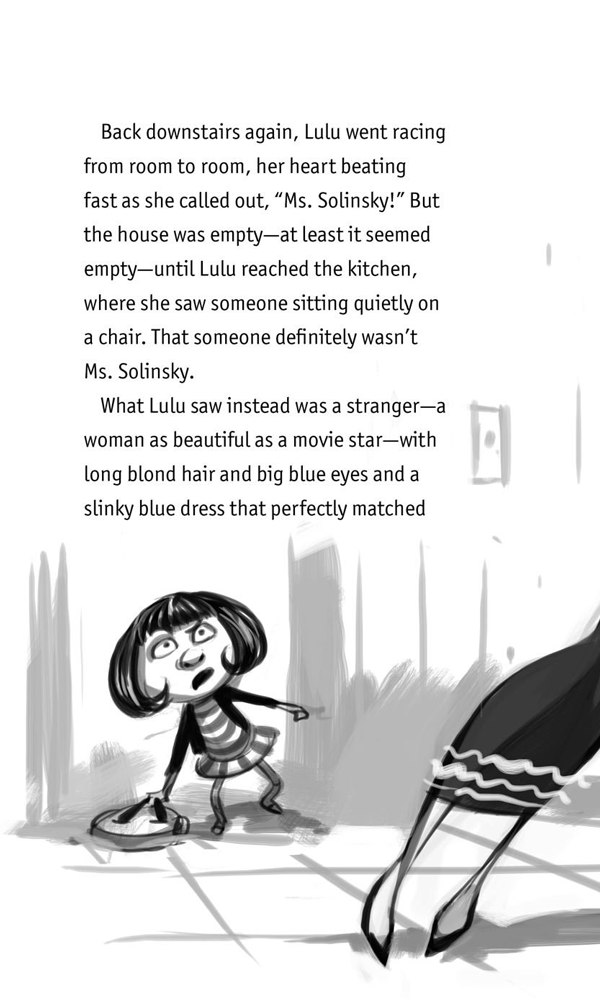 Back downstairs again, Lulu went racing
from room to room, her heart beating
fast as she called out, “Ms. Solinsky!” But
the house was empty—at least it seemed
empty—until Lulu reached the kitchen,
where she saw someone sitting quietly on
a chair. That someone definitely wasn’t
Ms. Solinsky.
What Lulu saw instead was a stranger—a
woman as beautiful as a movie star—with
long blond hair and big blue eyes and a
slinky blue dress that perfectly matched